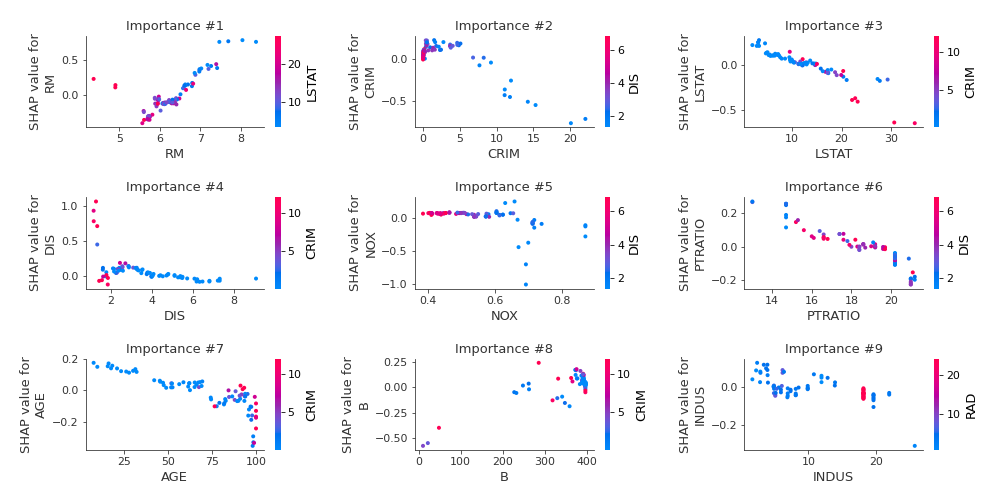 Importance #1
Importance #2
Importance #3
SHAP value for
RM
0.5
0.0
5
6
7
8
RM
20
10
LSTAT
SHAP value for
CRIM
0.0
−0.5
0
5
10
15
20
CRIM
6
4
2
DIS
SHAP value for
LSTAT
0.0
−0.5
10
20
30
LSTAT
10
5
CRIM
Importance #4
Importance #5
Importance #6
SHAP value for
DIS
1.0
0.5
0.0
2
4
6
8
DIS
10
5
CRIM
SHAP value for
NOX
0.0
−0.5
−1.0
0.4
0.6
0.8
NOX
6
4
2
DIS
SHAP value for
PTRATIO
0.2
0.0
−0.2
14
16
18
20
PTRATIO
6
4
2
DIS
Importance #7
Importance #8
Importance #9
SHAP value for
AGE
0.2
0.0
−0.2
25
50
75
100
AGE
10
5
CRIM
SHAP value for
B
0.25
0.00
−0.25
−0.50
0
100
200
300
400
B
10
5
CRIM
SHAP value for
INDUS
0.0
−0.2
10
20
INDUS
20
10
RAD